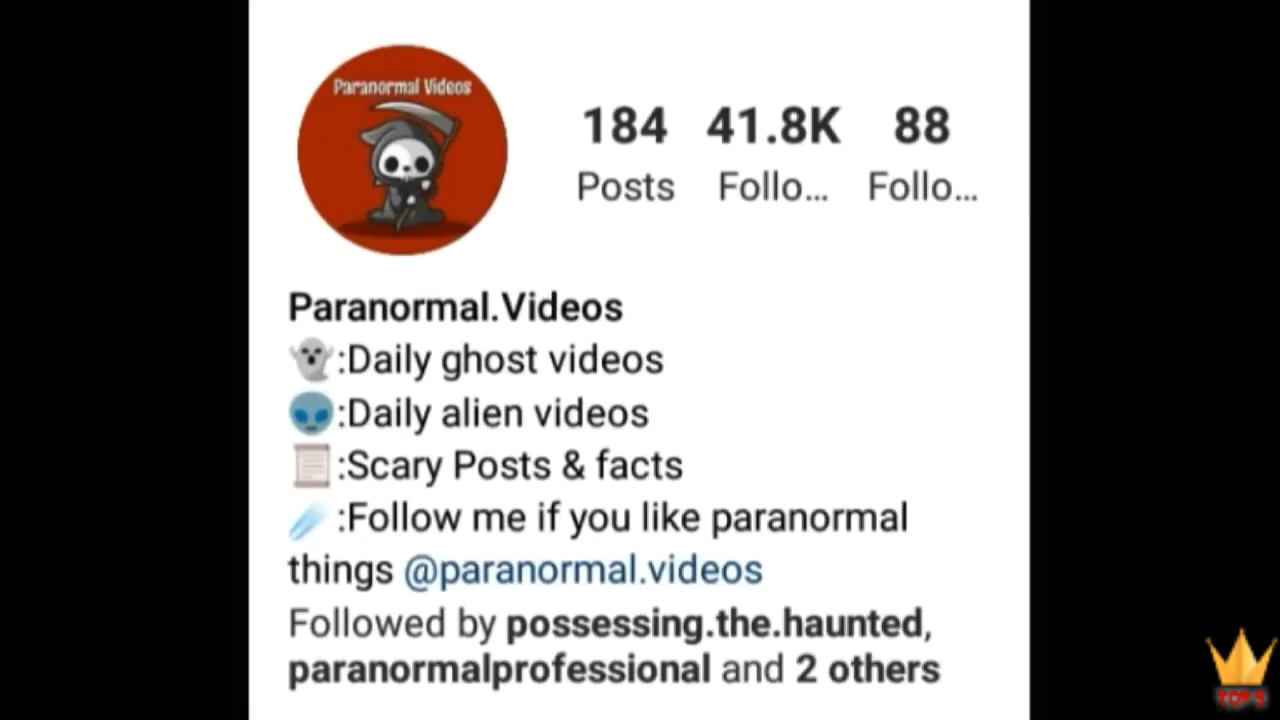 Paranormal Videos
184 41.8K 88
Posts Follo... Follo...
Paranormal.Videos
👻:Daily ghost videos
👽:Daily alien videos
📜:Scary Posts & facts
☄️:Follow me if you like paranormal
things @paranormal.videos
Followed by possessing.the.haunted,
paranormalprofessional and 2 others
TOP 5